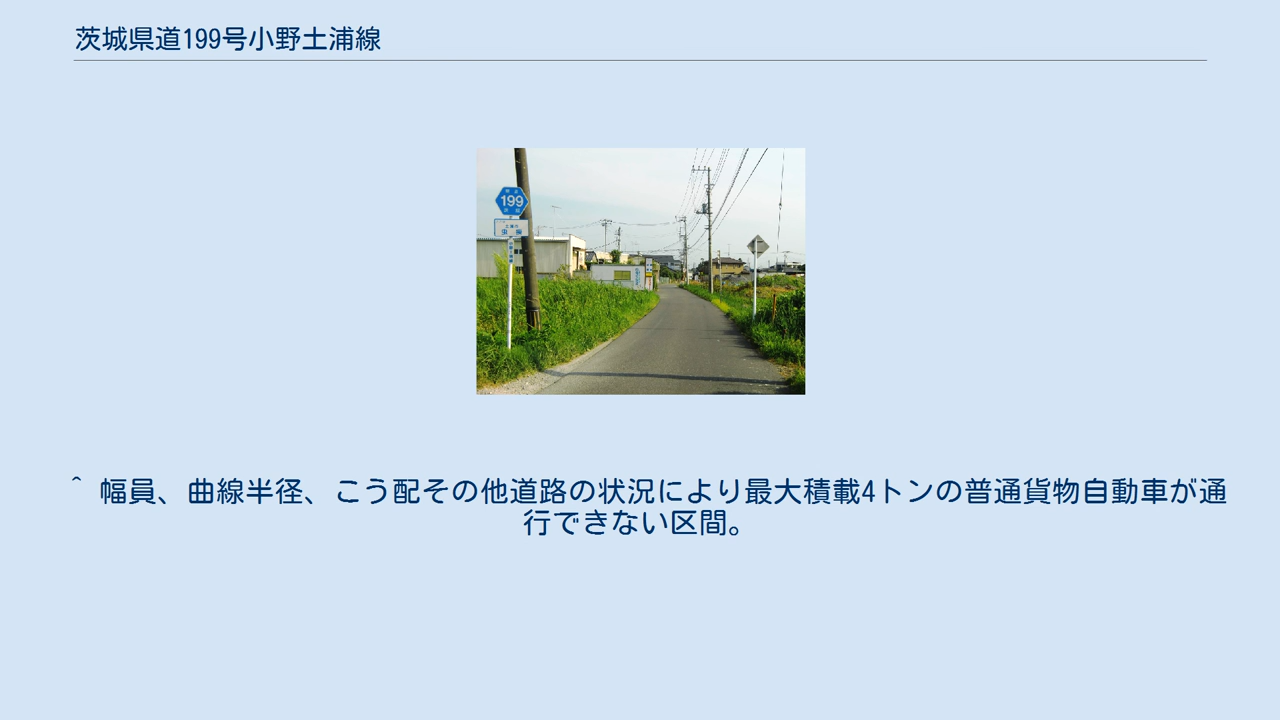 茨城県道199号小野土浦線
199
^ 幅員、曲線半径、こう配その他道路の状況により最大積載4トンの普通貨物自動車が通
行できない区間。